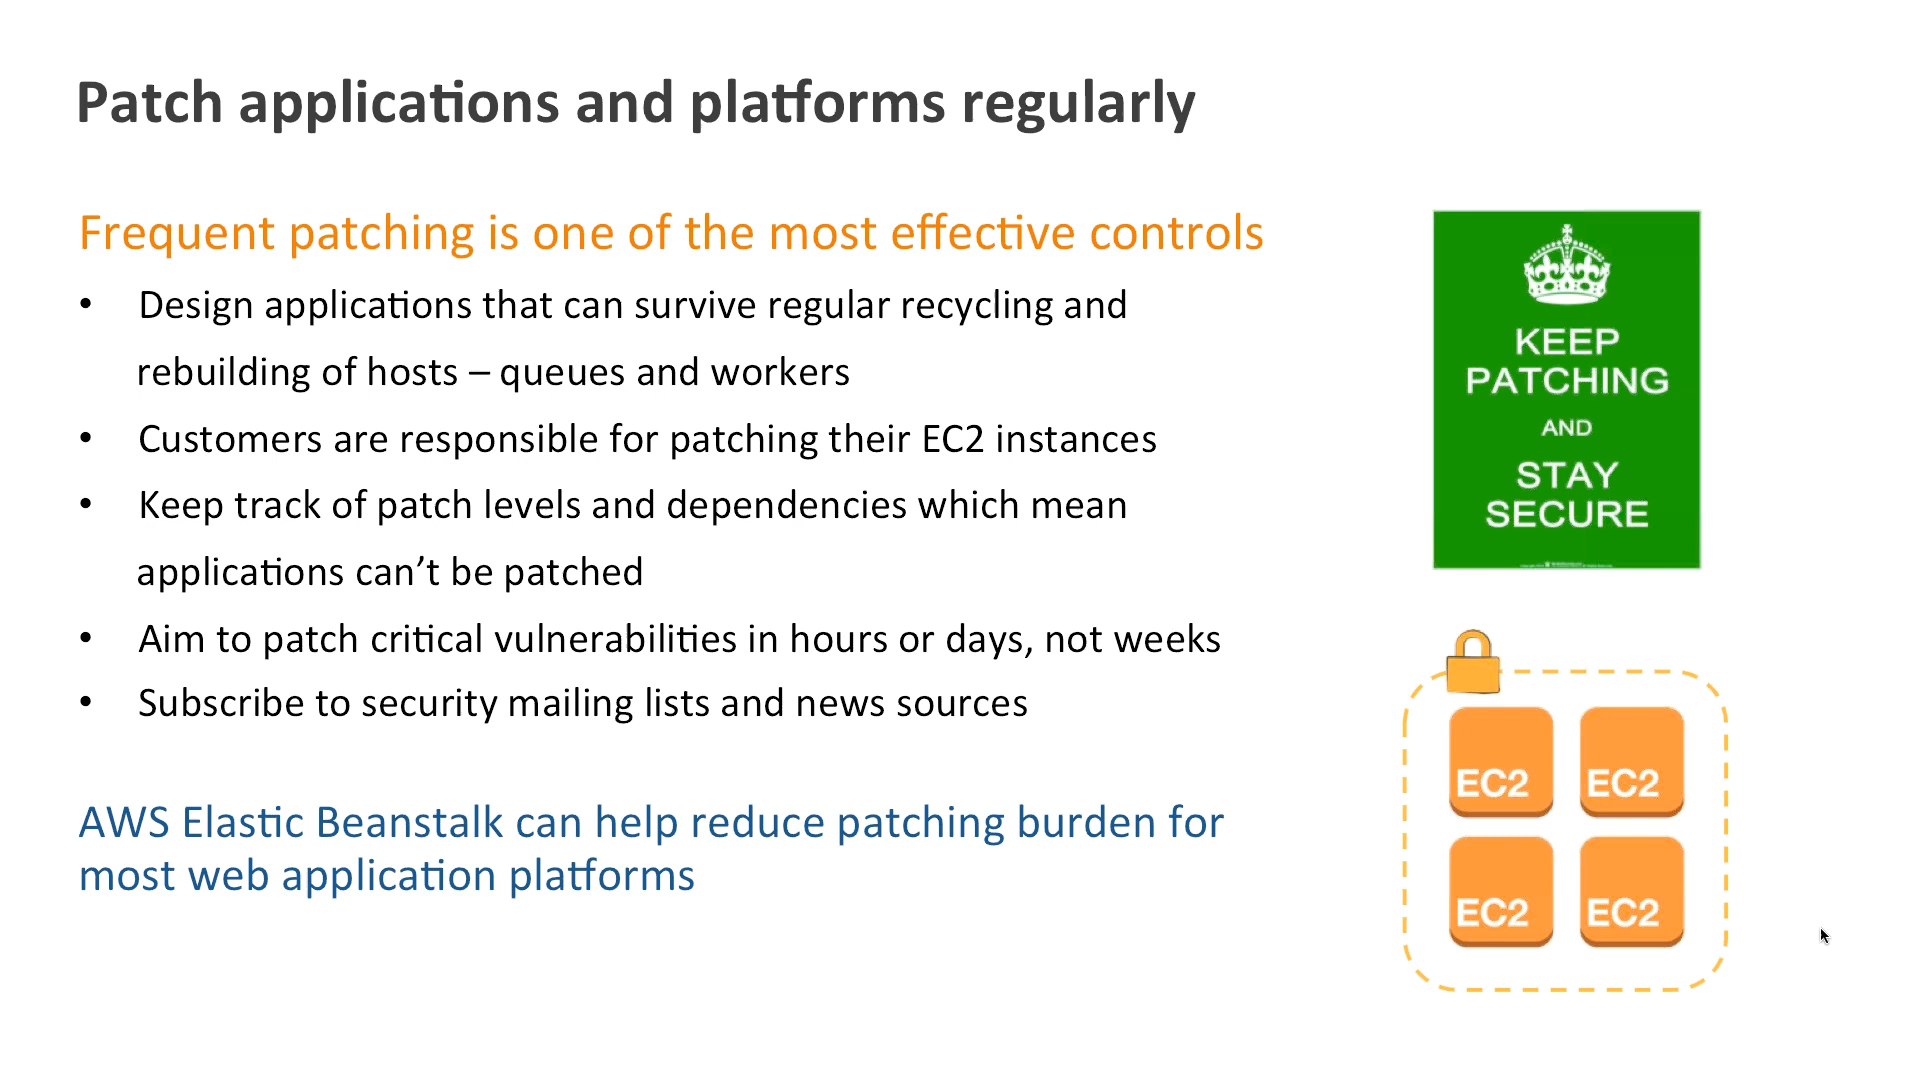 Patch applications and platforms regularly
Frequent patching is one of the most effective controls
• Design applications that can survive regular recycling and
rebuilding of hosts – queues and workers
• Customers are responsible for patching their EC2 instances
• Keep track of patch levels and dependencies which mean
applications can’t be patched
• Aim to patch critical vulnerabilities in hours or days, not weeks
• Subscribe to security mailing lists and news sources
AWS Elastic Beanstalk can help reduce patching burden for
most web application platforms
KEEP
PATCHING
AND
STAY
SECURE
EC2 EC2
EC2 EC2